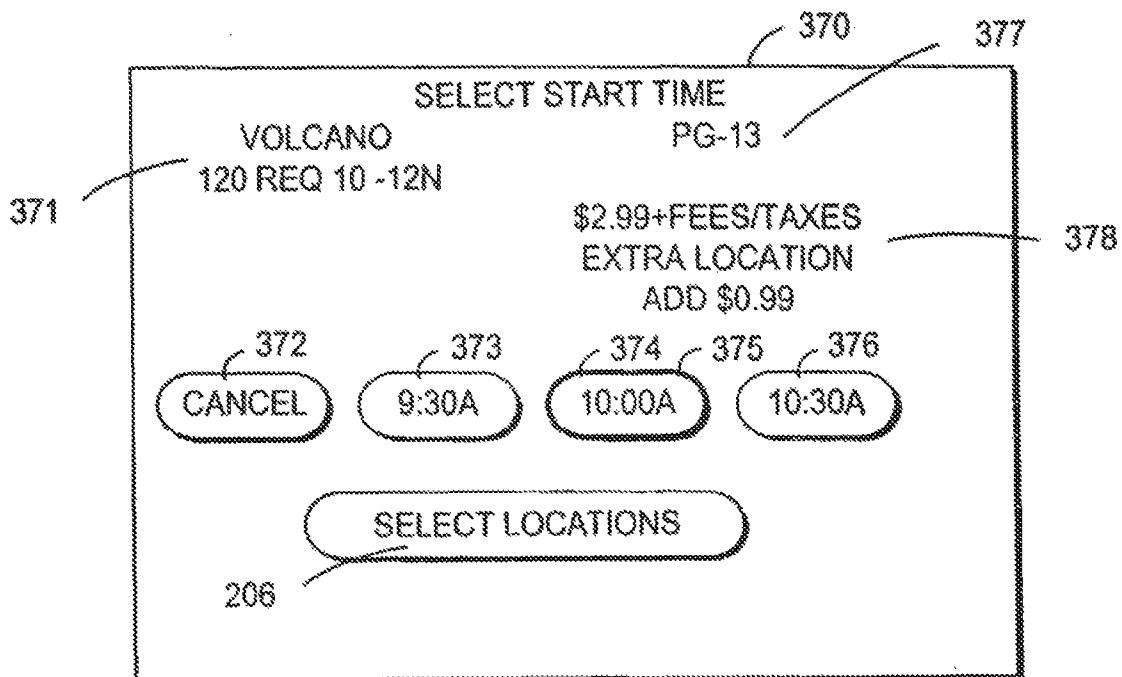 370
377
SELECT START TIME
VOLCANO
PG-13
120 REQ 10 -12N
371
$2.99+FEES/TAXES
378
EXTRA LOCATION
ADD $0.99
372
373
374
375
376
CANCEL
9:30A
10:00A
10:30A
SELECT LOCATIONS
206